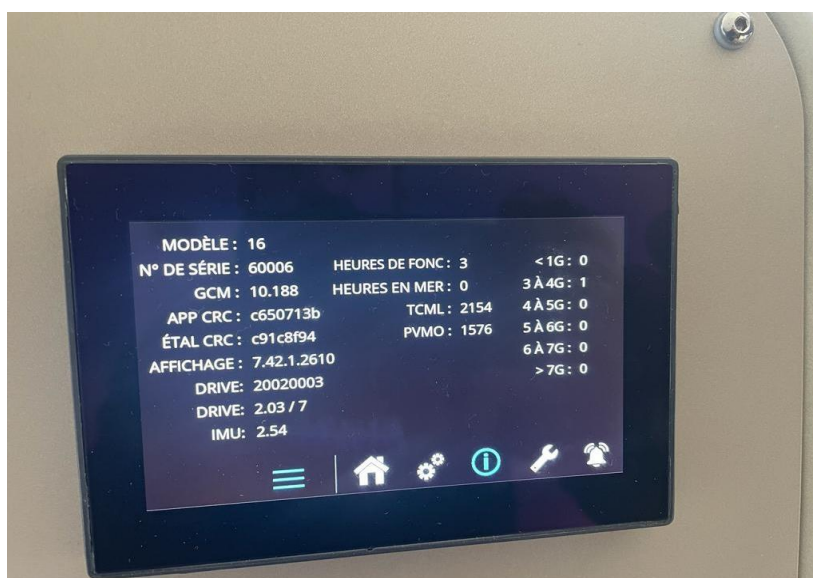 MODÈLE : 16
N° DE SÉRIE : 60006
GCM : 10.188
APP CRC : c650713b
ÉTAL CRC : c91c8f94
AFFICHAGE : 7.42.1.2610
DRIVE: 20020003
DRIVE: 2.03 / 7
IMU: 2.54
HEURES DE FONC : 3
HEURES EN MER : 0
TCML : 2154
PVMO : 1576
< 1G : 0
3 À 4G : 1
4 À 5G : 0
5 À 6G : 0
6 À 7G : 0
> 7G : 0